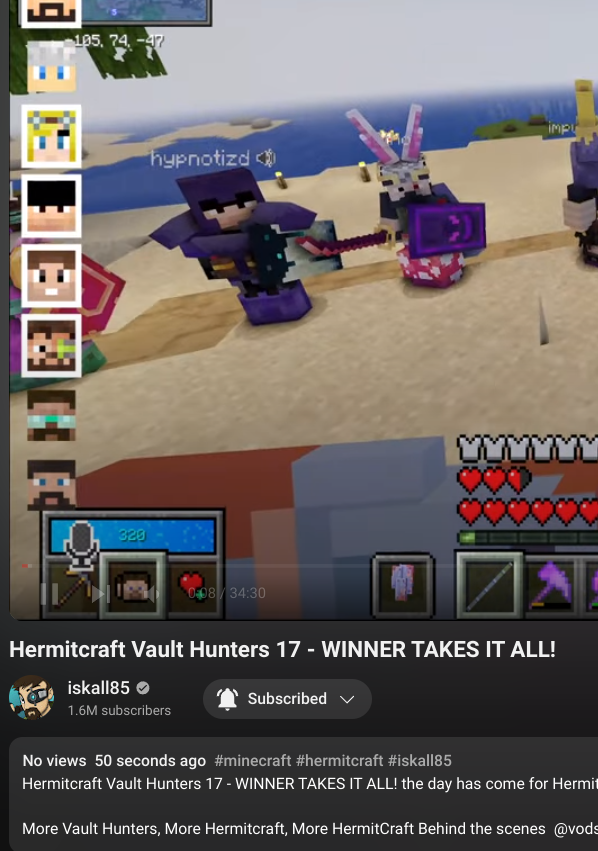 -105, 74, -47
hypnotizd
320
0:08 / 34:30
Hermitcraft Vault Hunters 17 - WINNER TAKES IT ALL!
iskall85
1.6M subscribers
Subscribed
No views 50 seconds ago #minecraft #hermitcraft #iskall85
Hermitcraft Vault Hunters 17 - WINNER TAKES IT ALL! the day has come for Hermit
More Vault Hunters, More Hermitcraft, More HermitCraft Behind the scenes @vods